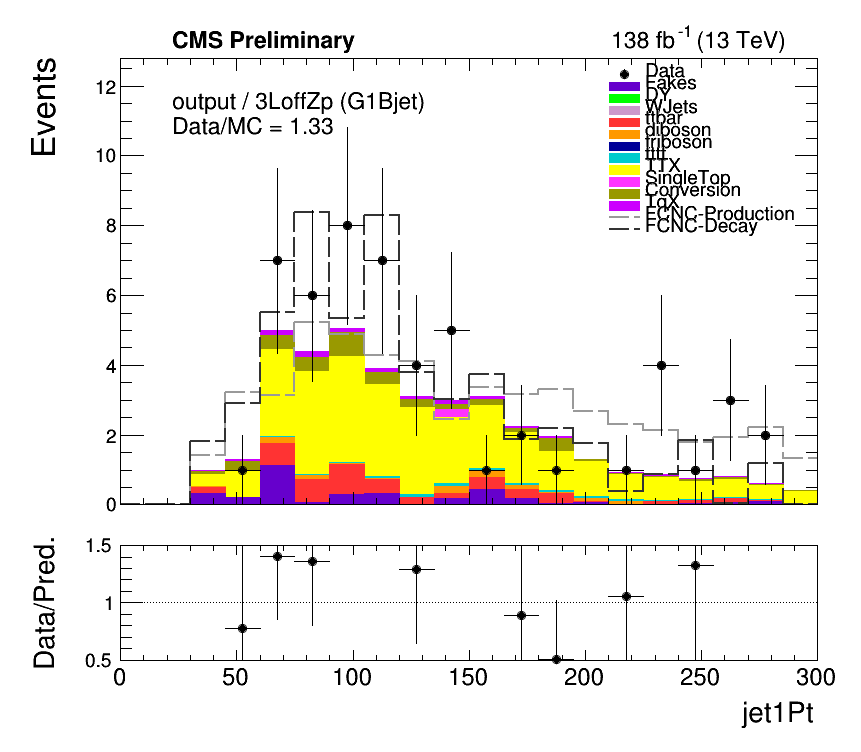 CMS Preliminary
138 fb-1 (13 TeV)
Events
output / 3LoffZp (G1Bjet)
Data/MC = 1.33
Data
Fakes
DY
WJets
ttbar
diboson
triboson
tttt
TTX
SingleTop
Conversion
TqX
FCNC-Production
FCNC-Decay
12
10
8
6
4
2
0
Data/Pred.
1.5
1
0.5
0 50 100 150 200 250 300
jet1Pt